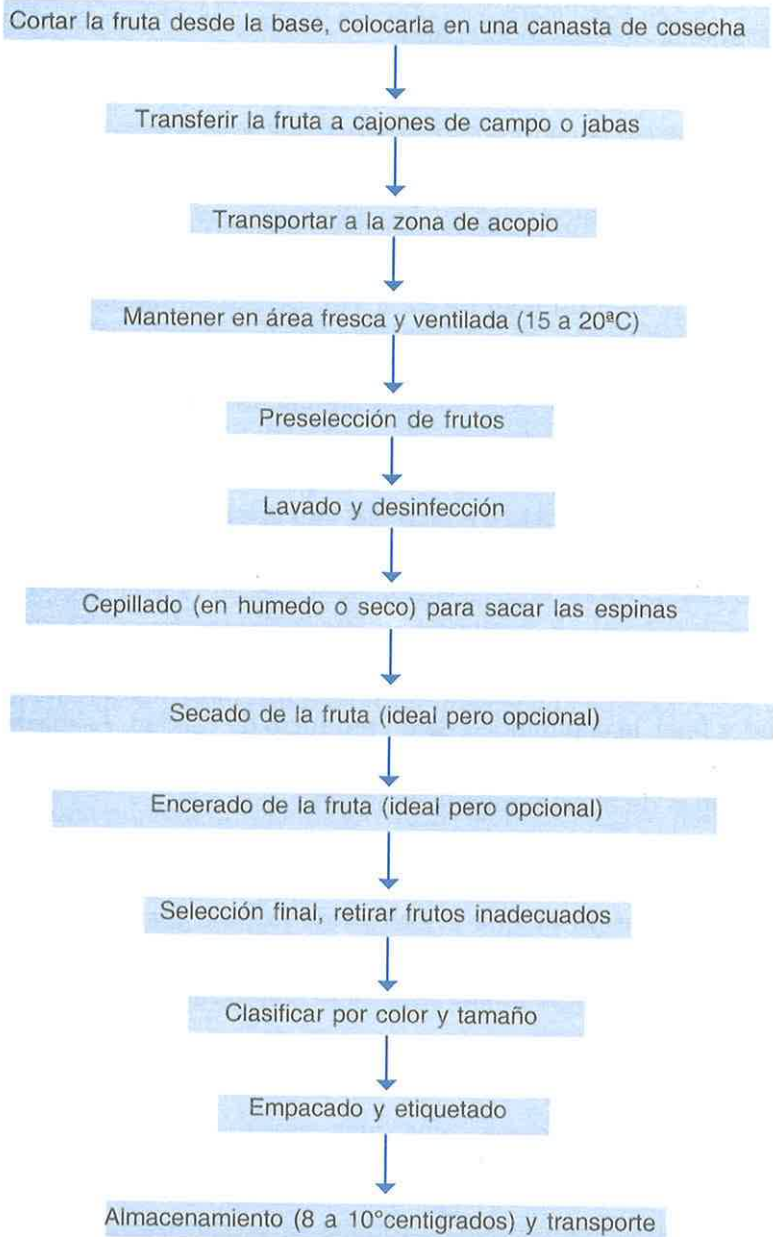 Cortar la fruta desde la base, colocarla en una canasta de cosecha
Transferir la fruta a cajones de campo o jabas
Transportar a la zona de acopio
Mantener en área fresca y ventilada (15 a 20ªC)
Preselección de frutos
Lavado y desinfección
Cepillado (en humedo o seco) para sacar las espinas
Secado de la fruta (ideal pero opcional)
Encerado de la fruta (ideal pero opcional)
Selección final, retirar frutos inadecuados
Clasificar por color y tamaño
Empacado y etiquetado
Almacenamiento (8 a 10°centigrados) y transporte